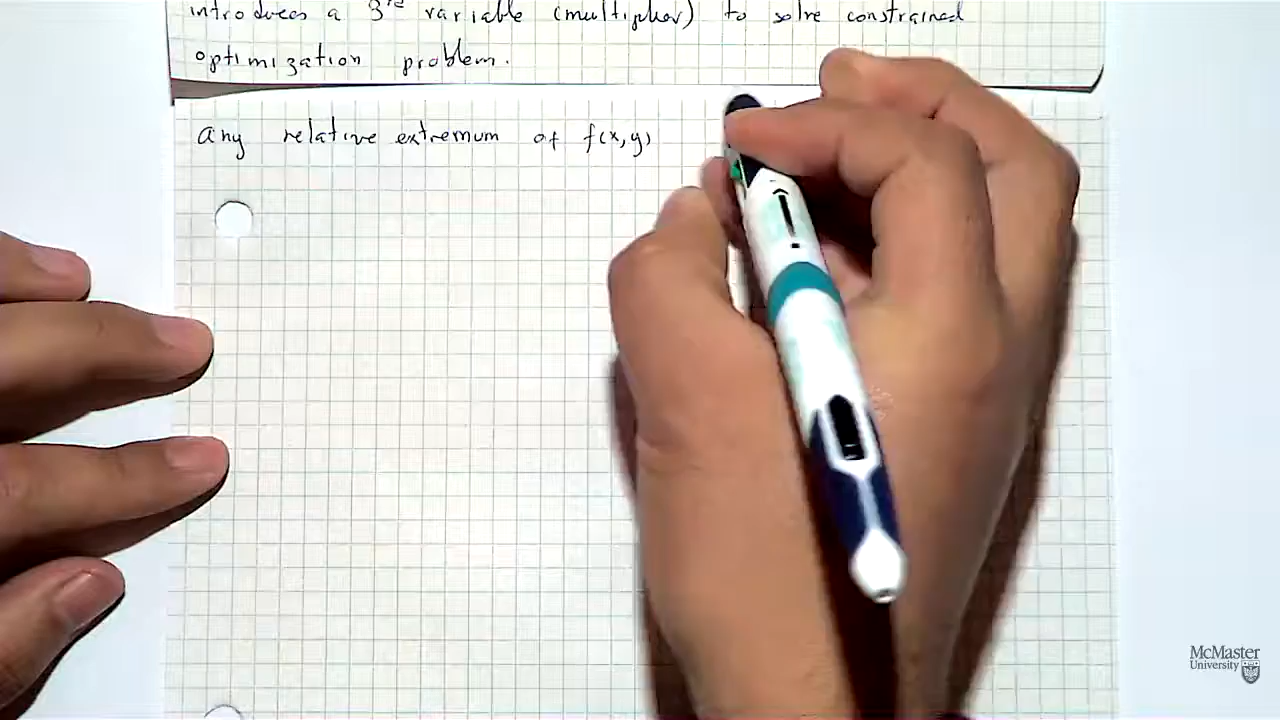 introduces a 3rd variable (multiplier) to solve constrained
optimization problem.
any relative extremum of f(x,y)
McMaster
University